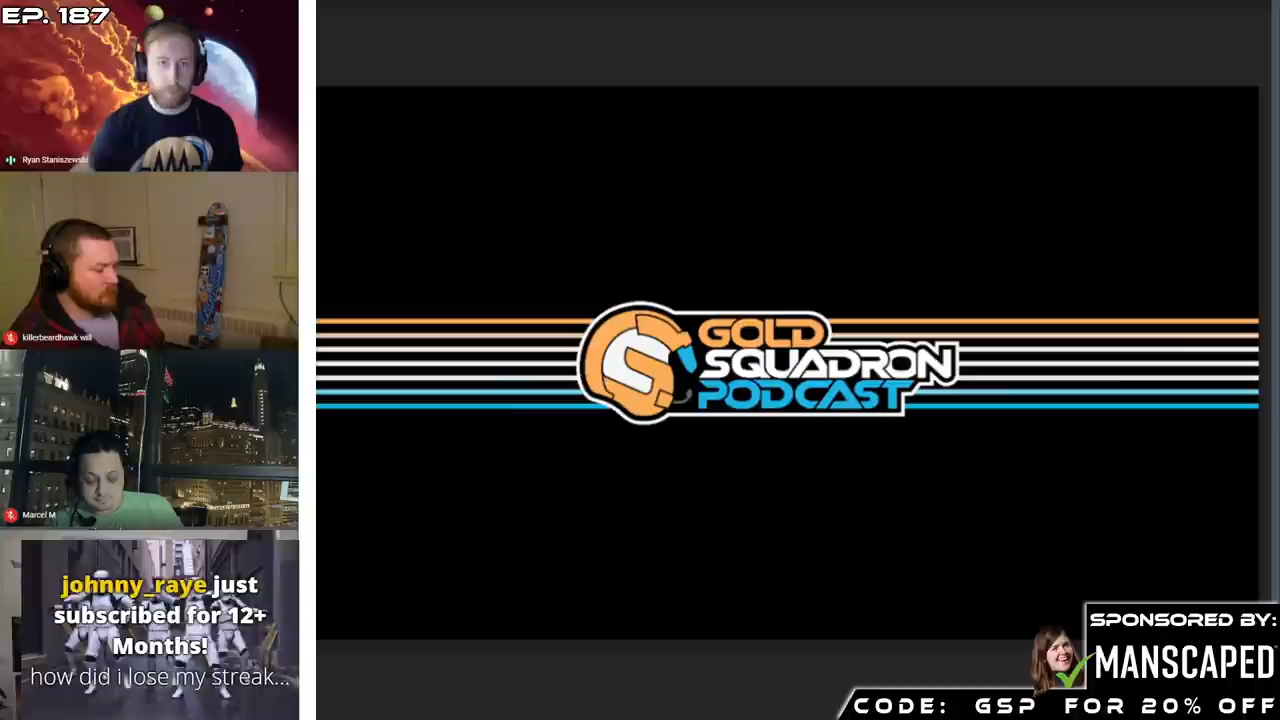 EP. 187
Ryan Staniszewski
killerbeardhawk will
Marcel M
johnny_raye just
subscribed for 12+
Months!
how did i lose my streak...
GOLD
SQUADRON
PODCAST
SPONSORED BY:
MANSCAPED
CODE: GSP FOR 20% OFF